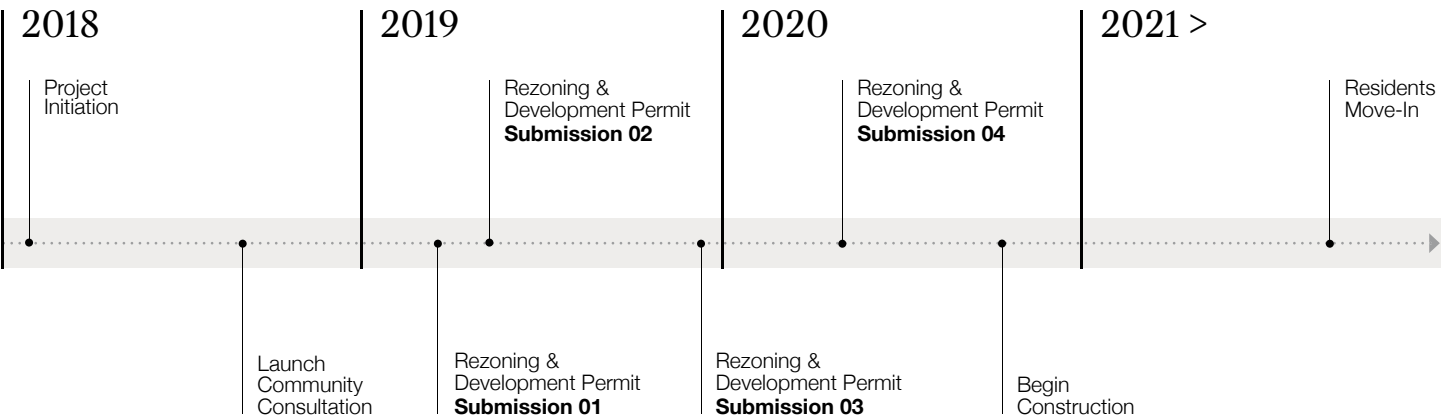 2018
2019
2020
2021 >
Project
Initiation
Rezoning &
Development Permit
Submission 02
Rezoning &
Development Permit
Submission 04
Residents
Move-In
Launch
Community
Consultation
Rezoning &
Development Permit
Submission 01
Rezoning &
Development Permit
Submission 03
Begin
Construction